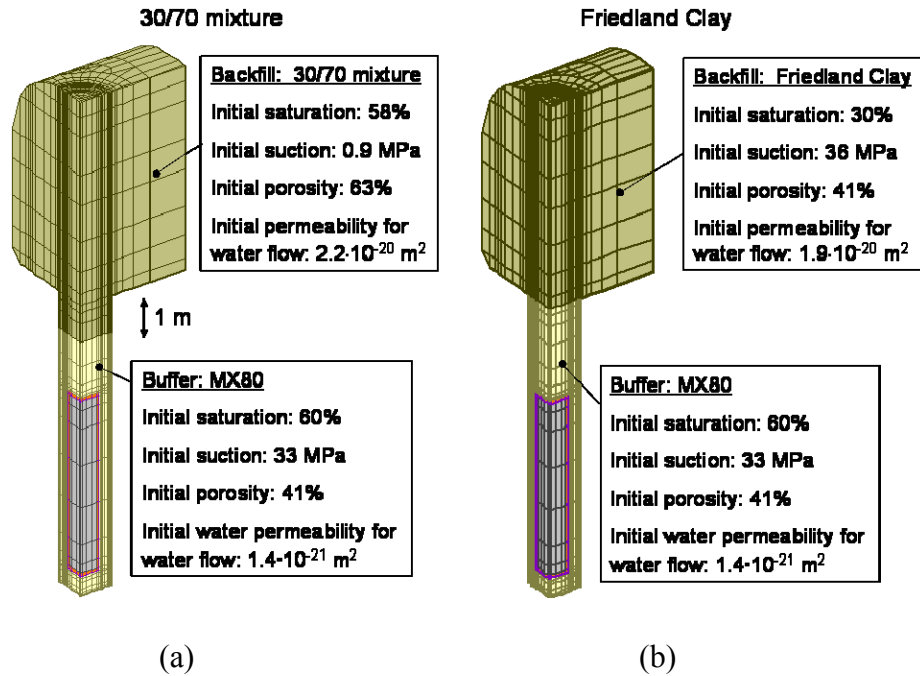 30/70 mixture
Backfill: 30/70 mixture
Initial saturation: 58%
Initial suction: 0.9 MPa
Initial porosity: 63%
Initial permeability for
water flow: 2.2·10⁻²⁰ m²
1 m
Buffer: MX80
Initial saturation: 60%
Initial suction: 33 MPa
Initial porosity: 41%
Initial water permeability for
water flow: 1.4·10⁻²¹ m²
(a)
Friedland Clay
Backfill: Friedland Clay
Initial saturation: 30%
Initial suction: 36 MPa
Initial porosity: 41%
Initial permeability for
water flow: 1.9·10⁻²⁰ m²
Buffer: MX80
Initial saturation: 60%
Initial suction: 33 MPa
Initial porosity: 41%
Initial water permeability for
water flow: 1.4·10⁻²¹ m²
(b)